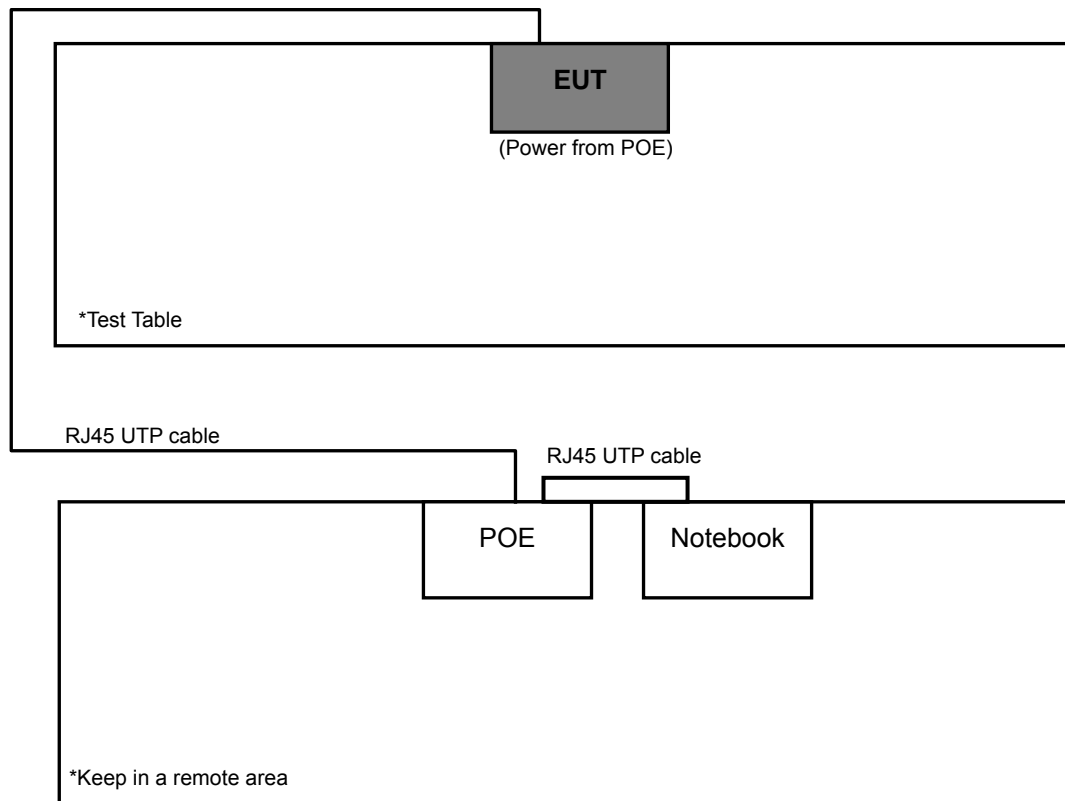 EUT
(Power from POE)
*Test Table
RJ45 UTP cable
RJ45 UTP cable
POE
Notebook
*Keep in a remote area